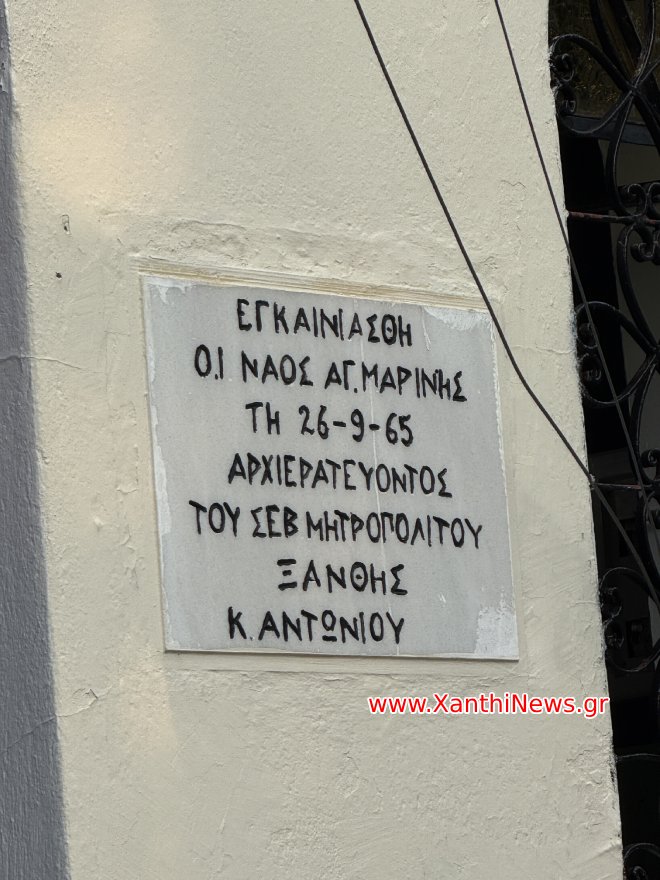 ΕΓΚΑΙΝΙΑΣΘΗ
Ο.Ι ΝΑΟΣ ΑΓ.ΜΑΡΙΝΗΣ
ΤΗ 26-9-65
ΑΡΧΙΕΡΑΤΕΥΟΝΤΟΣ
ΤΟΥ ΣΕΒ ΜΗΤΡΟΠΟΛΙΤΟΥ
ΞΑΝΘΗΣ
Κ. ΑΝΤΩΝΙΟΥ
www.XanthiNews.gr